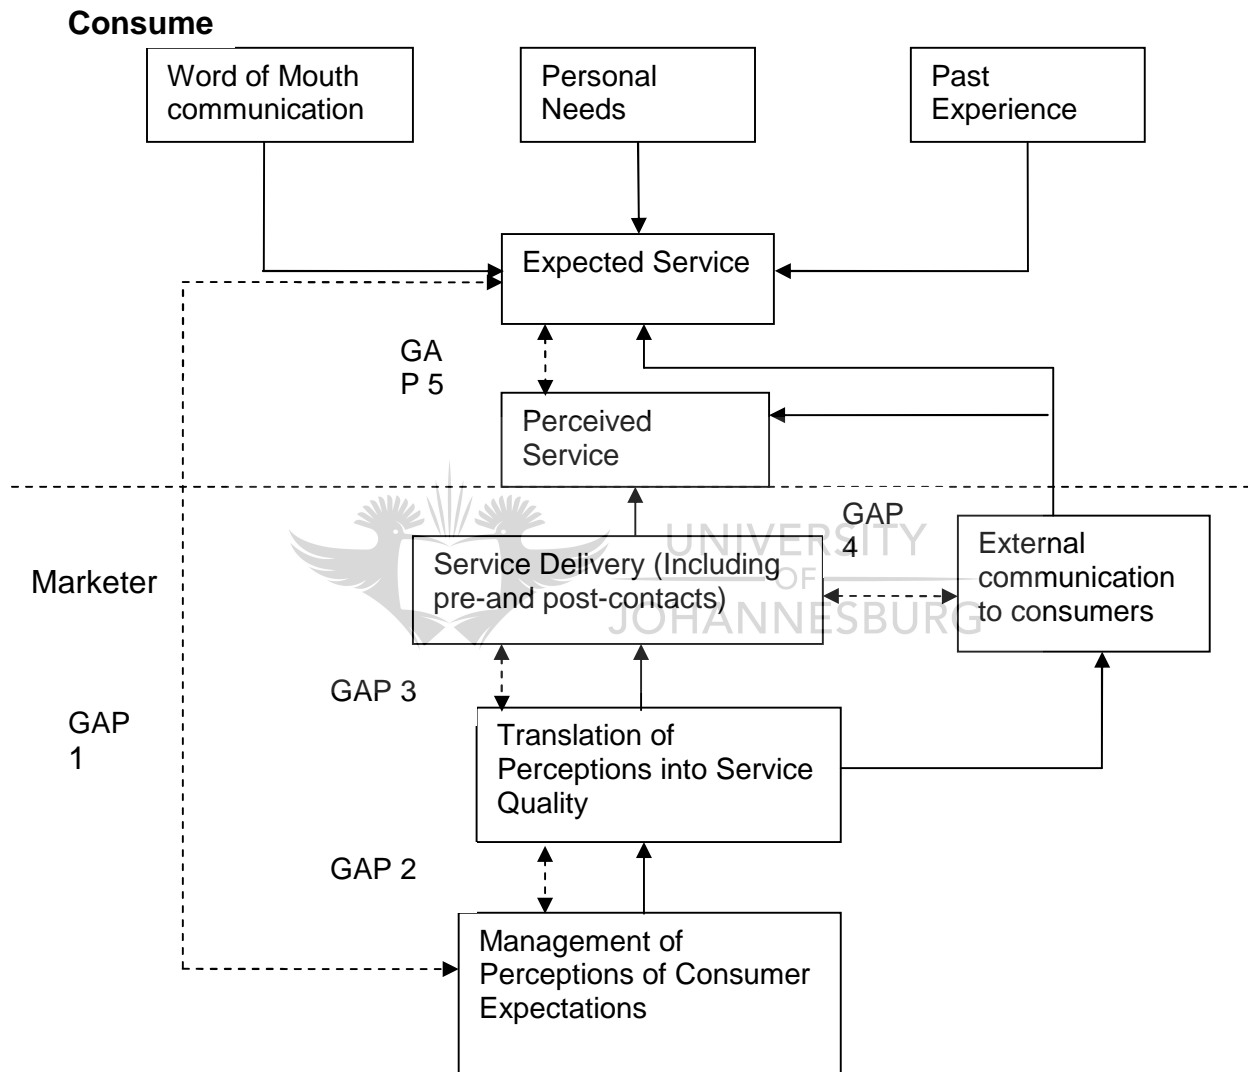 Consume
Word of Mouth
communication
Personal
Needs
Past
Experience
Expected Service
GA
P 5
Perceived
Service
GAP
4
UNIVERSITY
OF
JOHANNESBURG
External
communication
to consumers
Marketer
Service Delivery (Including
pre-and post-contacts)
GAP 3
GAP
1
Translation of
Perceptions into Service
Quality
GAP 2
Management of
Perceptions of Consumer
Expectations